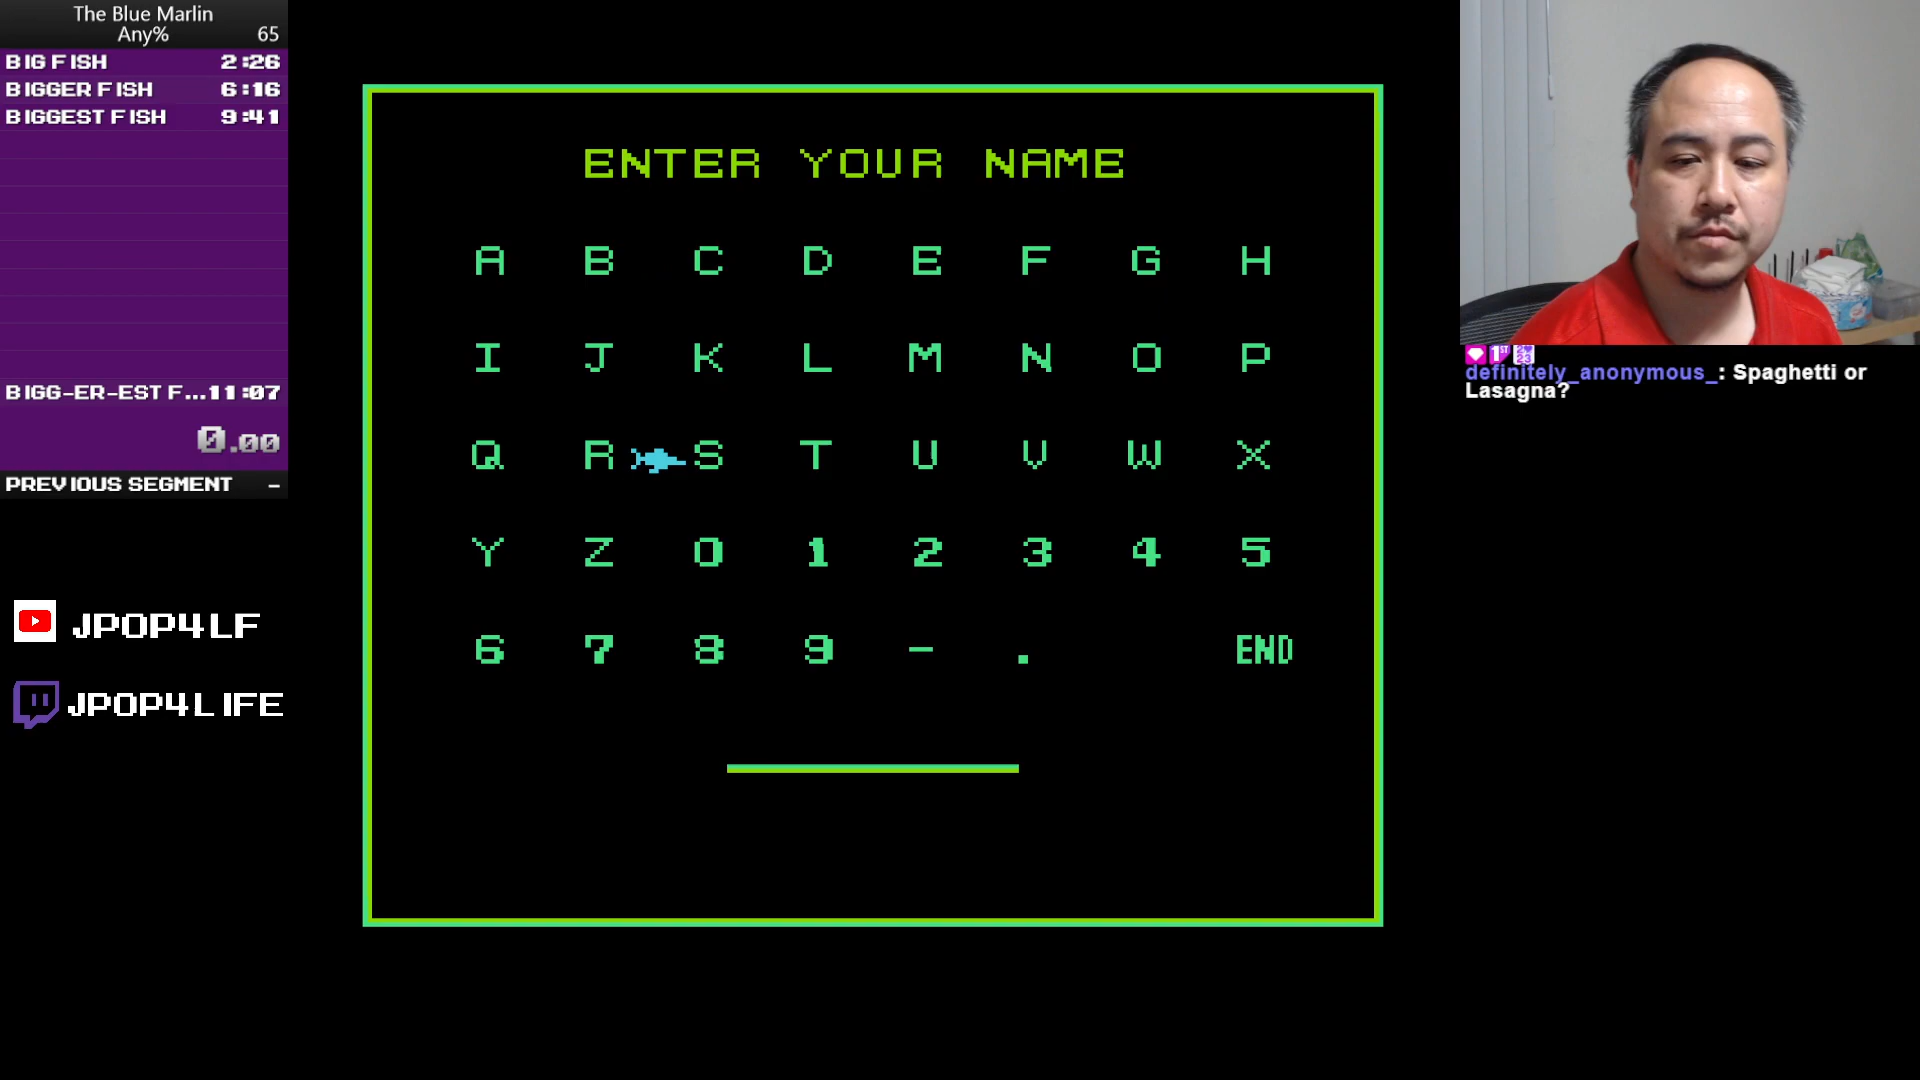 The Blue Marlin
Any% 65
BIG FISH 2:26
BIGGER FISH 6:16
BIGGEST FISH 9:41
BIGG-ER-EST F...11:07
0.00
PREVIOUS SEGMENT -
JPOP4LF
JPOP4LIFE
ENTER YOUR NAME
A B C D E F G H
I J K L M N O P
Q R S T U V W X
Y Z 0 1 2 3 4 5
6 7 8 9 - . END
1ST
definitely_anonymous_: Spaghetti or
Lasagna?